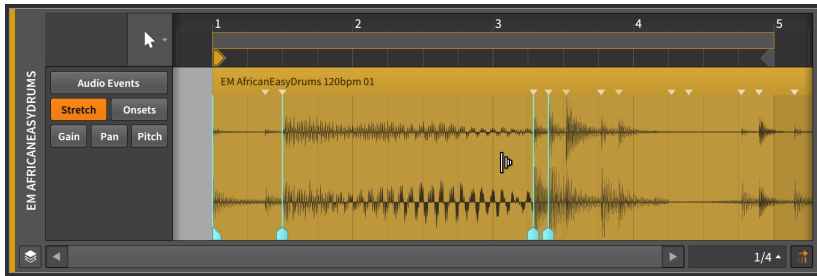 1 2 3 4 5
EM AFRICANEASYDRUMS
Audio Events
EM AfricanEasyDrums 120bpm 01
Stretch Onsets
Gain Pan Pitch
1/4